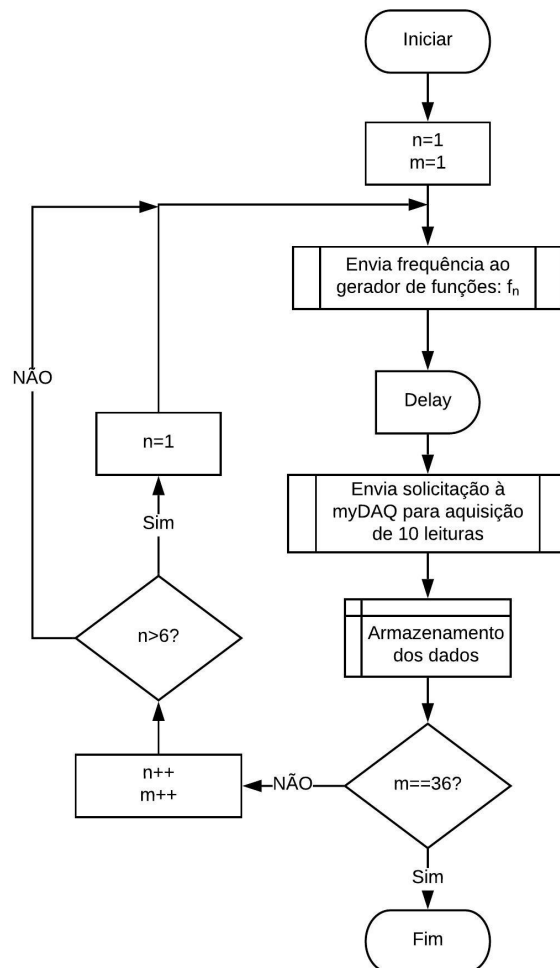 Iniciar
n=1
m=1
Envia frequência ao
gerador de funções: fₙ
NÃO
Delay
n=1
Envia solicitação à
myDAQ para aquisição
de 10 leituras
Sim
n>6?
Armazenamento
dos dados
n++
m++
NÃO
m==36?
Sim
Fim